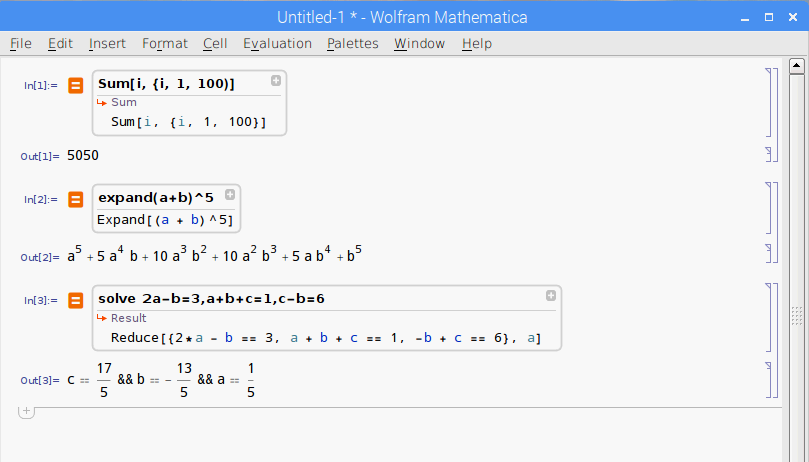 Untitled-1 * - Wolfram Mathematica
File Edit Insert Format Cell Evaluation Palettes Window Help
In[1]:= Sum[i, {i, 1, 100)]
Sum
Sum[i, {i, 1, 100}]
Out[1]= 5050
In[2]:= expand(a+b)^5
Expand[(a + b)^5]
Out[2]= a^5 + 5 a^4 b + 10 a^3 b^2 + 10 a^2 b^3 + 5 a b^4 + b^5
In[3]:= solve 2a-b=3,a+b+c=1,c-b=6
Result
Reduce[{2*a - b == 3, a + b + c == 1, -b + c == 6}, a]
Out[3]= c == 17/5 && b == - 13/5 && a == 1/5